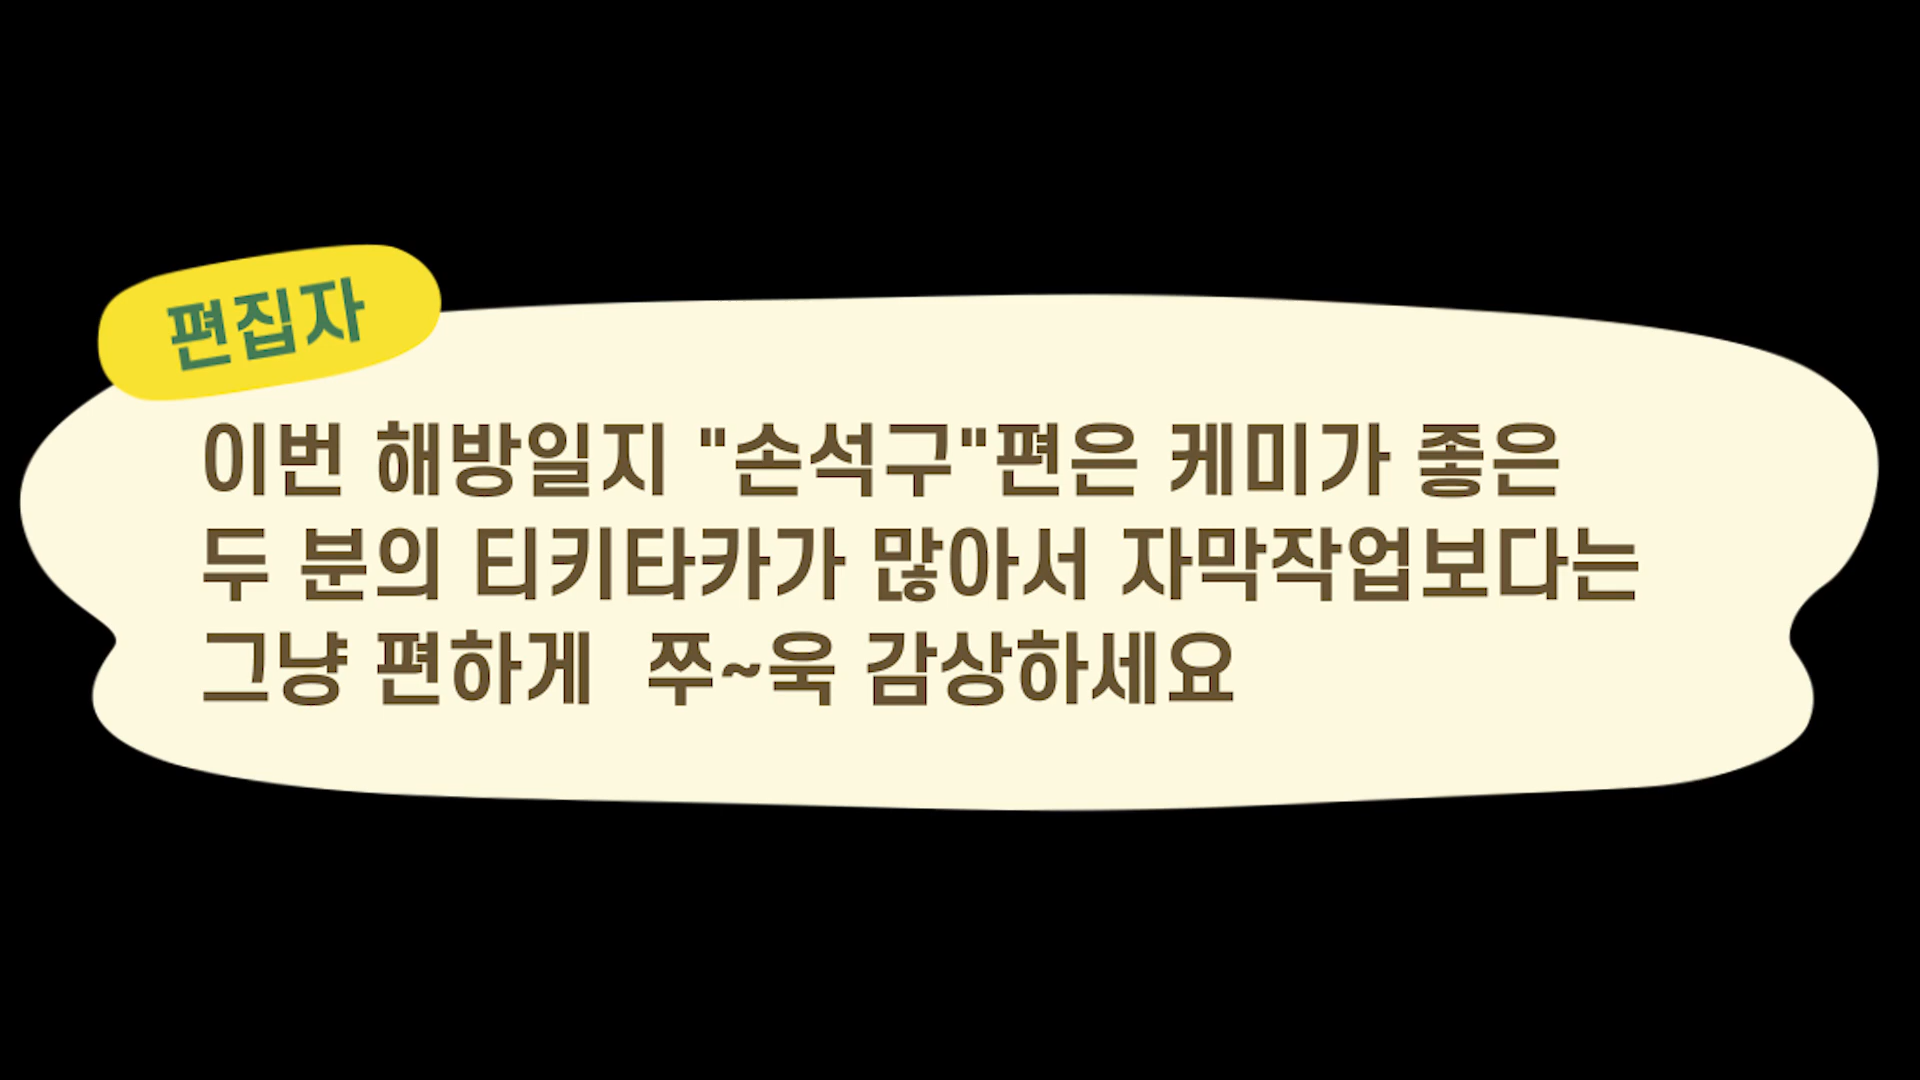 편집자
이번 해방일지 "손석구"편은 케미가 좋은
두 분의 티키타카가 많아서 자막작업보다는
그냥 편하게  쭈~욱 감상하세요